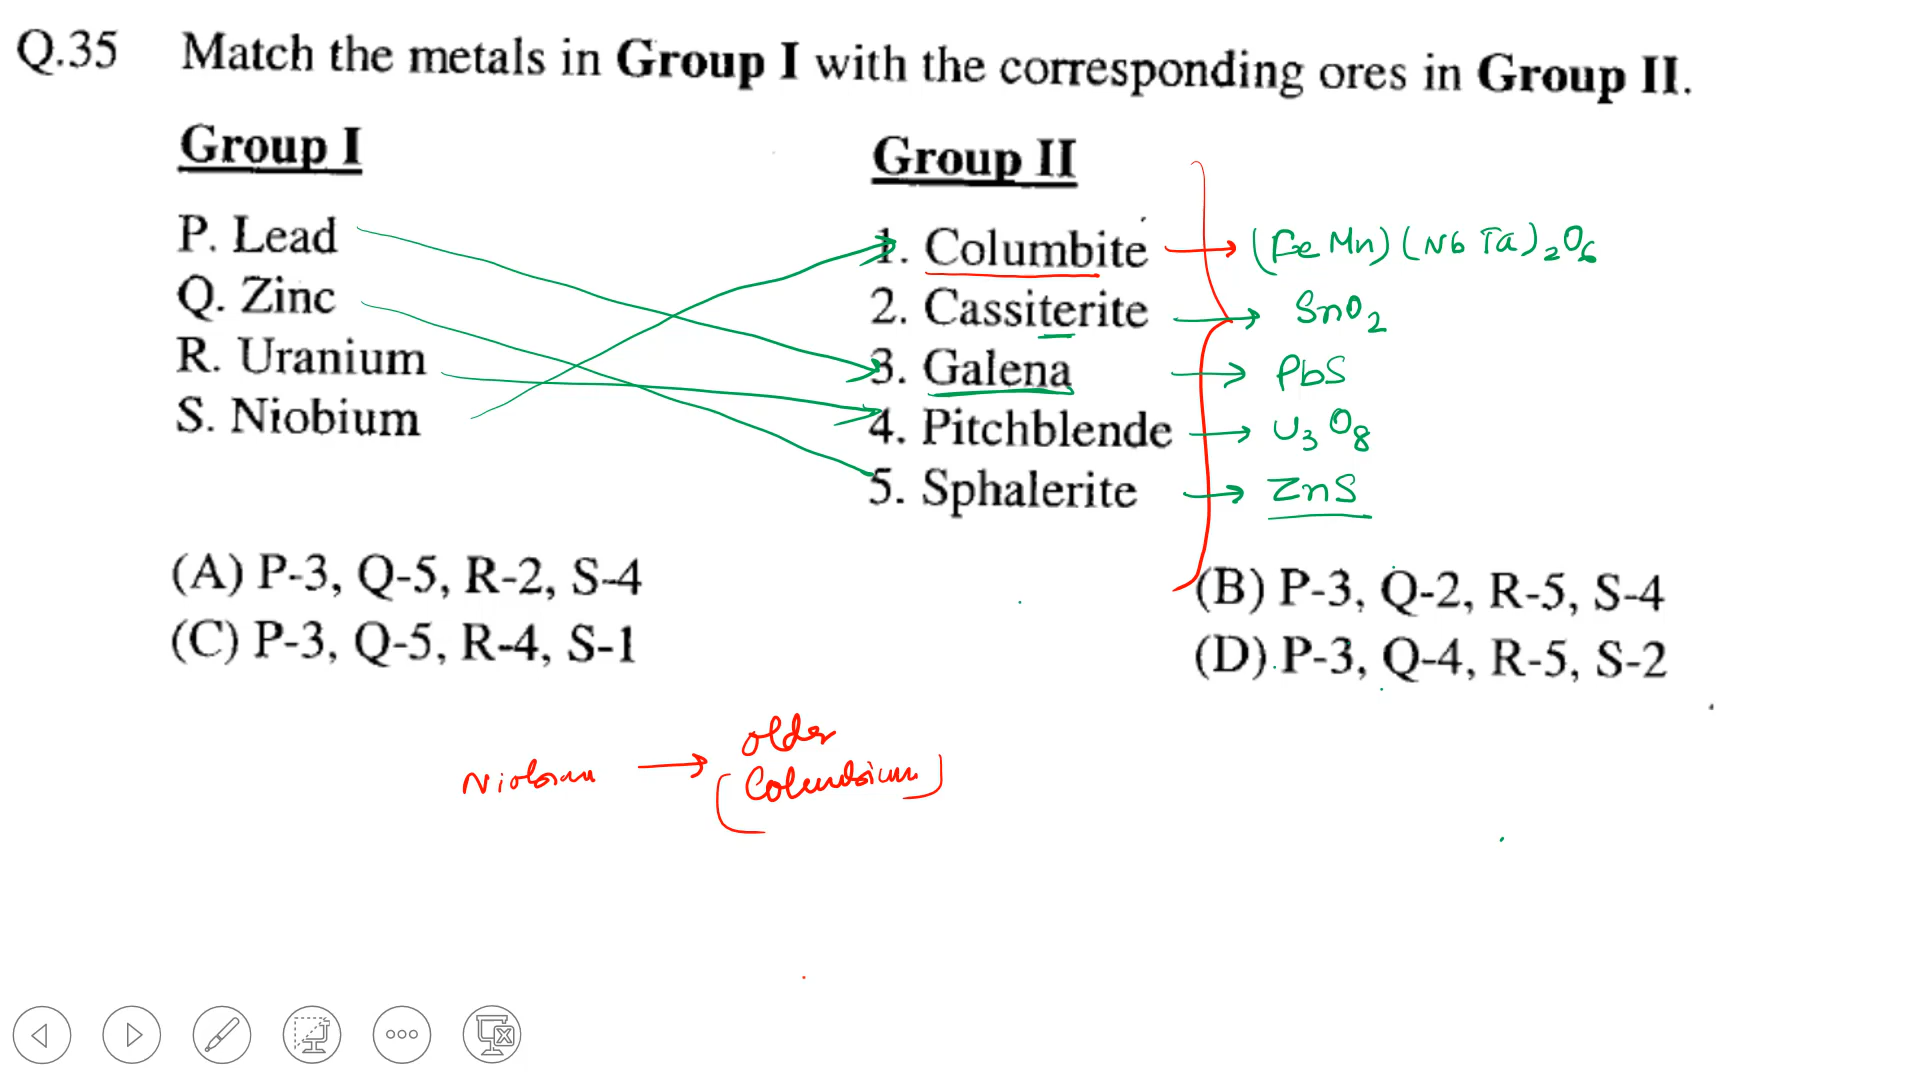 Q.35 Match the metals in Group I with the corresponding ores in Group II.
Group I Group II
P. Lead 1. Columbite → (Fe Mn) (Nb Ta)₂O₆
Q. Zinc 2. Cassiterite → SnO₂
R. Uranium 3. Galena → PbS
S. Niobium 4. Pitchblende → U₃O₈
5. Sphalerite → ZnS
(A) P-3, Q-5, R-2, S-4 (B) P-3, Q-2, R-5, S-4
(C) P-3, Q-5, R-4, S-1 (D) P-3, Q-4, R-5, S-2
older
Niobium → [Columbium]